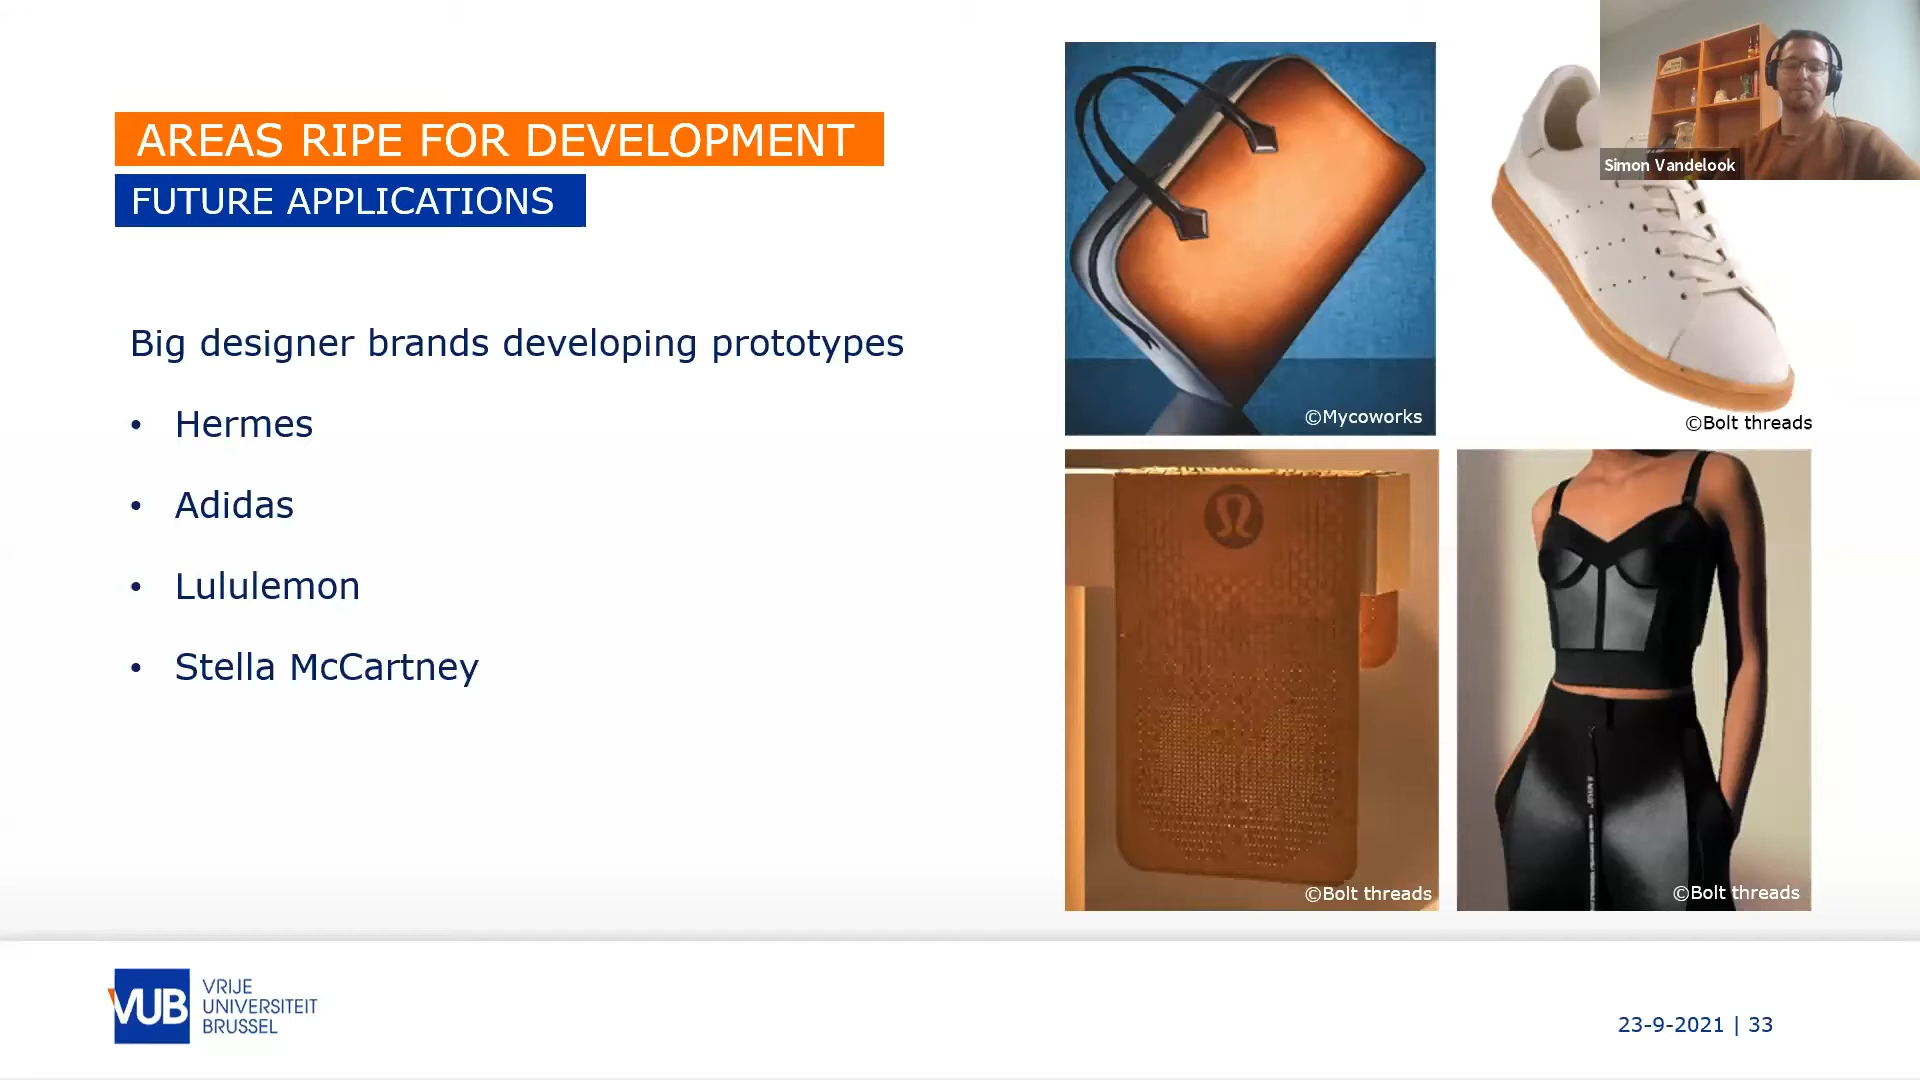 AREAS RIPE FOR DEVELOPMENT
FUTURE APPLICATIONS
Big designer brands developing prototypes
• Hermes
• Adidas
• Lululemon
• Stella McCartney
©Mycoworks
Simon Vandelook
©Bolt threads
©Bolt threads
©Bolt threads
VUB
VRIJE
UNIVERSITEIT
BRUSSEL
23-9-2021 | 33